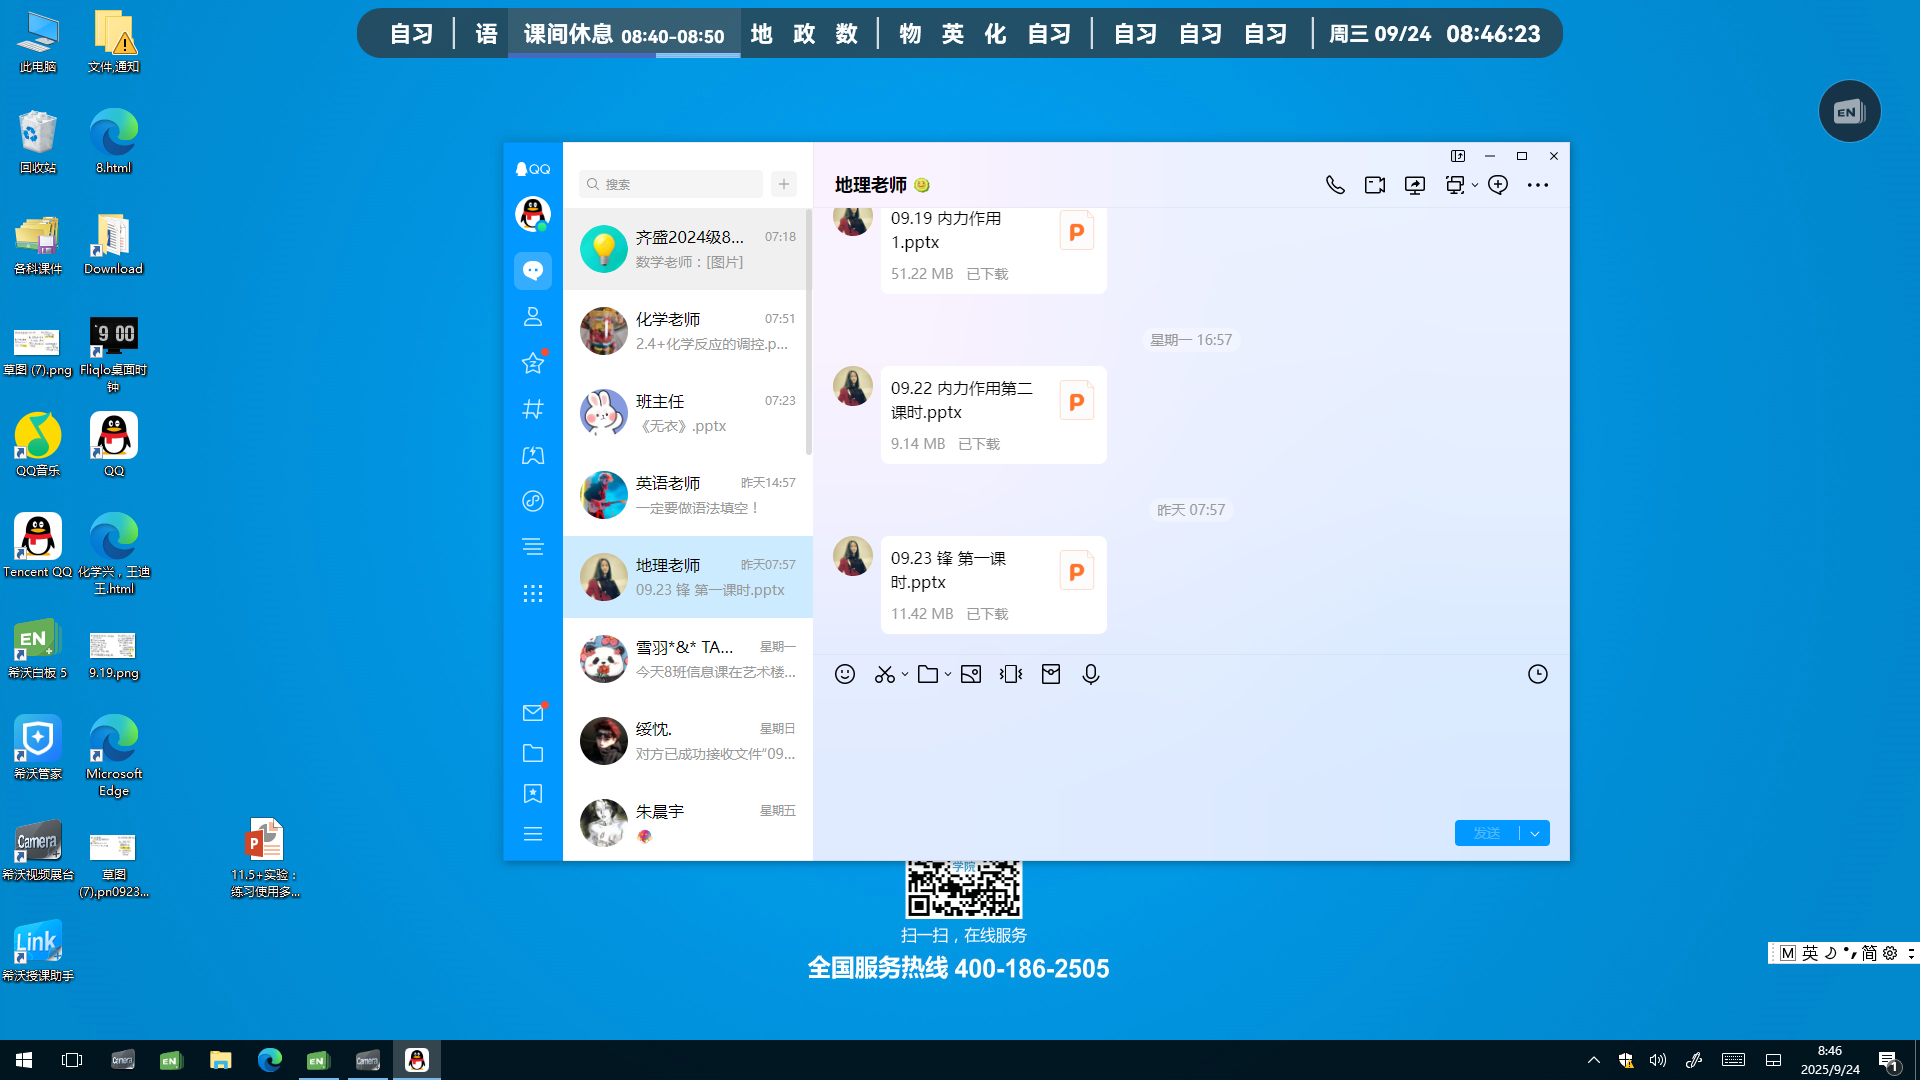 自习 语 课间休息 08:40-08:50 地 政 数 物 英 化 自习 自习 自习 自习 周三 09/24 08:46:23
此电脑
文件,通知
回收站
8.html
各科课件
Download
草图 (7).png
Fliqlo桌面时钟
9 00
QQ音乐
QQ
Tencent QQ
化学兴，王迪王.html
EN
希沃白板 5
9.19.png
希沃管家
Microsoft Edge
Camera
希沃视频展台
草图 (7).pn0923...
11.5+实验：
练习使用多...
Link
希沃授课助手
EN
QQ
搜索
齐盛2024级8... 07:18
数学老师：[图片]
化学老师 07:51
2.4+化学反应的调控.p...
班主任 07:23
《无衣》.pptx
英语老师 昨天14:57
一定要做语法填空！
地理老师 昨天07:57
09.23 锋 第一课时.pptx
雪羽*&* TA... 星期一
今天8班信息课在艺术楼...
绥忱. 星期日
对方已成功接收文件“09...
朱晨宇 星期五
地理老师
09.19 内力作用
1.pptx
P
51.22 MB 已下载
星期一 16:57
09.22 内力作用第二
课时.pptx
P
9.14 MB 已下载
昨天 07:57
09.23 锋 第一课
时.pptx
P
11.42 MB 已下载
发送
学院
扫一扫，在线服务
全国服务热线 400-186-2505
M 英 简
Camera
EN
EN
Camera
8:46
2025/9/24
1